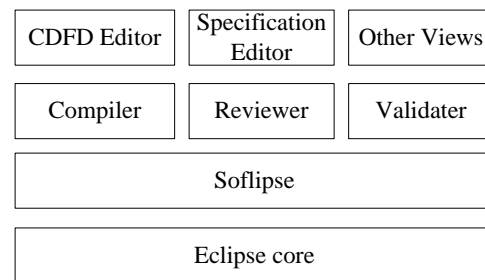 CDFD Editor
Specification
Editor
Other Views
Compiler
Reviewer
Validater
Soflipse
Eclipse core